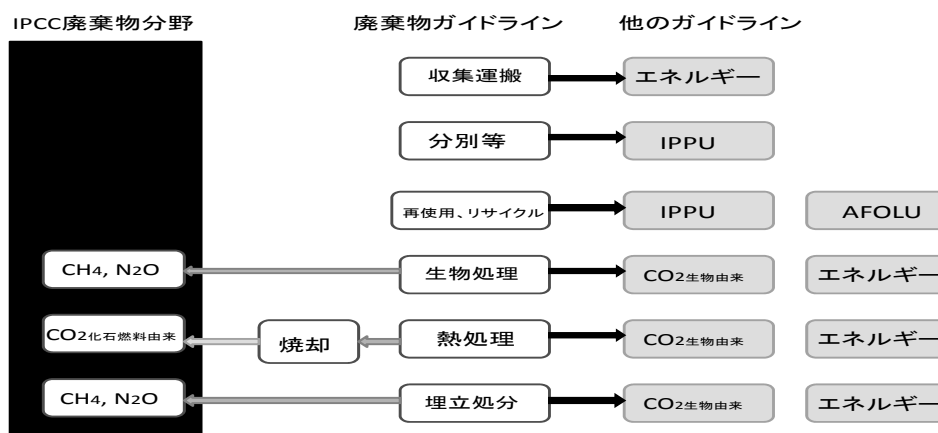 IPCC廃棄物分野 廃棄物ガイドライン 他のガイドライン
収集運搬 エネルギー
分別等 IPPU
再使用、リサイクル IPPU AFOLU
CH4, N2O 生物処理 CO2生物由来 エネルギー
CO2化石燃料由来 焼却 熱処理 CO2生物由来 エネルギー
CH4, N2O 埋立処分 CO2生物由来 エネルギー